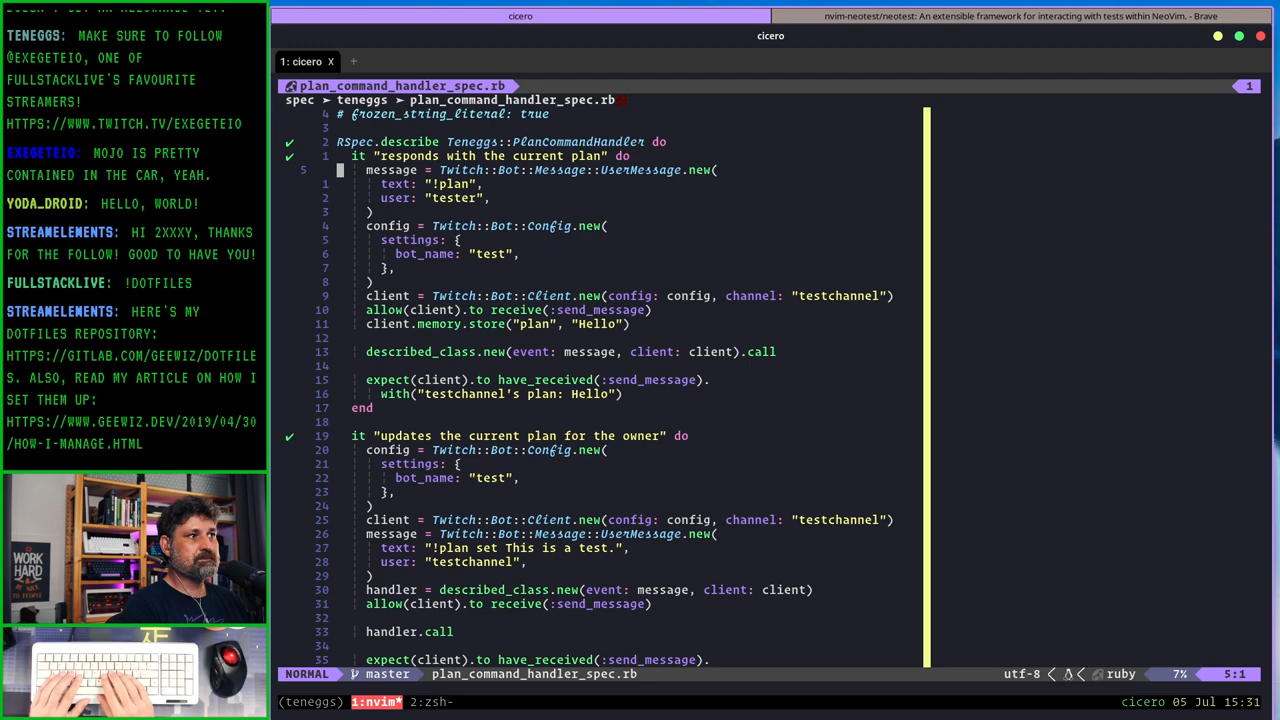 TENEGGS: MAKE SURE TO FOLLOW
@EXEGETEIO, ONE OF
FULLSTACKLIVE'S FAVOURITE
STREAMERS!
HTTPS://WWW.TWITCH.TV/EXEGETEIO
EXEGETEIO: MOJO IS PRETTY
CONTAINED IN THE CAR, YEAH.
YODA_DROID: HELLO, WORLD!
STREAMELEMENTS: HI 2XXXY, THANKS
FOR THE FOLLOW! GOOD TO HAVE YOU!
FULLSTACKLIVE: !DOTFILES
STREAMELEMENTS: HERE'S MY
DOTFILES REPOSITORY:
HTTPS://GITLAB.COM/GEEWIZ/DOTFILE
S. ALSO, READ MY ARTICLE ON HOW I
SET THEM UP:
HTTPS://WWW.GEEWIZ.DEV/2019/04/30
/HOW-I-MANAGE.HTML
WORK
HARD
cicero
nvim-neotest/neotest: An extensible framework for interacting with tests within NeoVim. - Brave
cicero
1: cicero X +
plan_command_handler_spec.rb 1
spec ➤ teneggs ➤ plan_command_handler_spec.rb
4 # frozen_string_literal: true
3
✔ 2 RSpec.describe Teneggs::PlanCommandHandler do
✔ 1 it "responds with the current plan" do
5 message = Twitch::Bot::Message::UserMessage.new(
1 text: "!plan",
2 user: "tester",
3 )
4 config = Twitch::Bot::Config.new(
5 settings: {
6 bot_name: "test",
7 },
8 )
9 client = Twitch::Bot::Client.new(config: config, channel: "testchannel")
10 allow(client).to receive(:send_message)
11 client.memory.store("plan", "Hello")
12
13 described_class.new(event: message, client: client).call
14
15 expect(client).to have_received(:send_message).
16 with("testchannel's plan: Hello")
17 end
18
✔ 19 it "updates the current plan for the owner" do
20 config = Twitch::Bot::Config.new(
21 settings: {
22 bot_name: "test",
23 },
24 )
25 client = Twitch::Bot::Client.new(config: config, channel: "testchannel")
26 message = Twitch::Bot::Message::UserMessage.new(
27 text: "!plan set This is a test.",
28 user: "testchannel",
29 )
30 handler = described_class.new(event: message, client: client)
31 allow(client).to receive(:send_message)
32
33 handler.call
34
35 expect(client).to have_received(:send_message).
NORMAL master plan_command_handler_spec.rb utf-8 ruby 7% 5:1
(teneggs) 1:nvim* 2:zsh- cicero 05 Jul 15:31